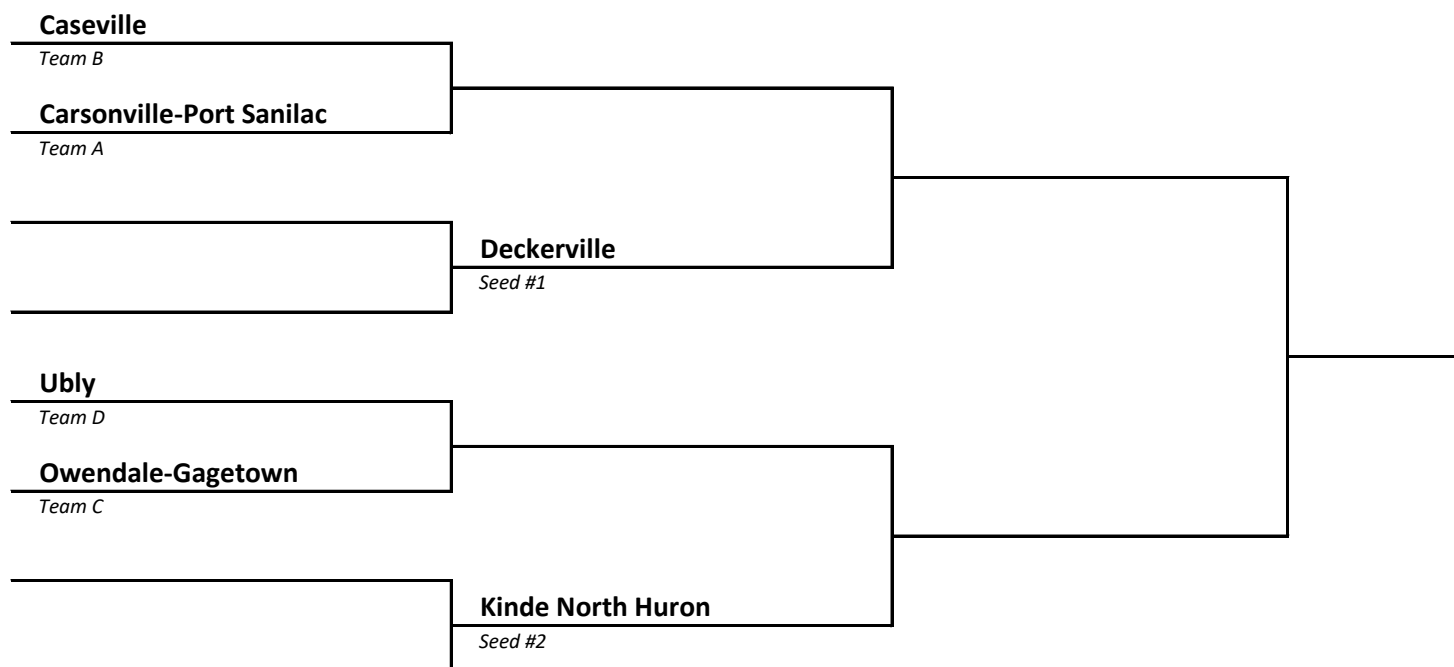 Caseville
Team B
Carsonville-Port Sanilac
Team A
Deckerville
Seed #1
Ubly
Team D
Owendale-Gagetown
Team C
Kinde North Huron
Seed #2